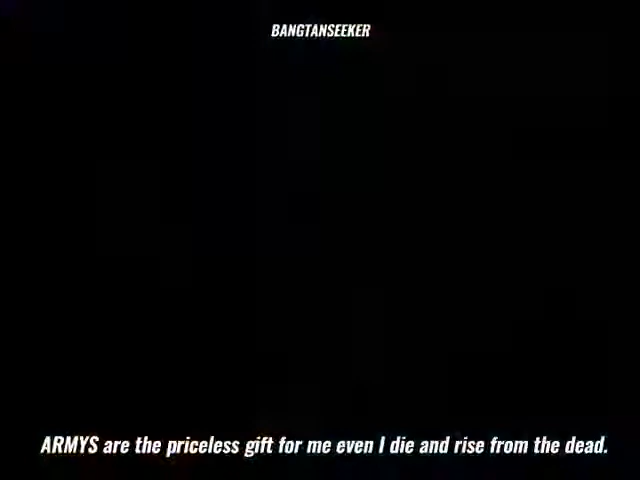 BANGTANSEEKER
ARMYS are the priceless gift for me even I die and rise from the dead.